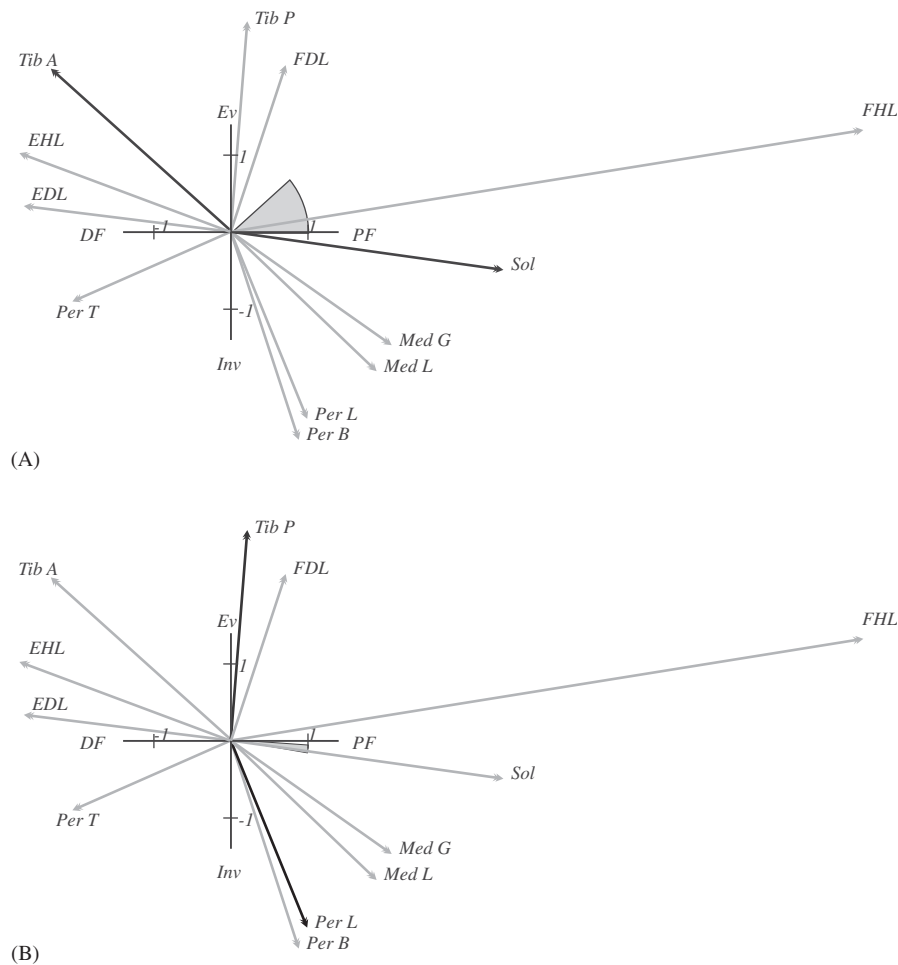 Tib P
Tib A
FDL
Ev
FHL
EHL
1
EDL
DF
-1
1
PF
Sol
Per T
-1
Med G
Inv
Med L
Per L
Per B
(A)
Tib P
Tib A
FDL
Ev
FHL
EHL
1
EDL
DF
-1
1
PF
Sol
Per T
-1
Med G
Inv
Med L
Per L
Per B
(B)